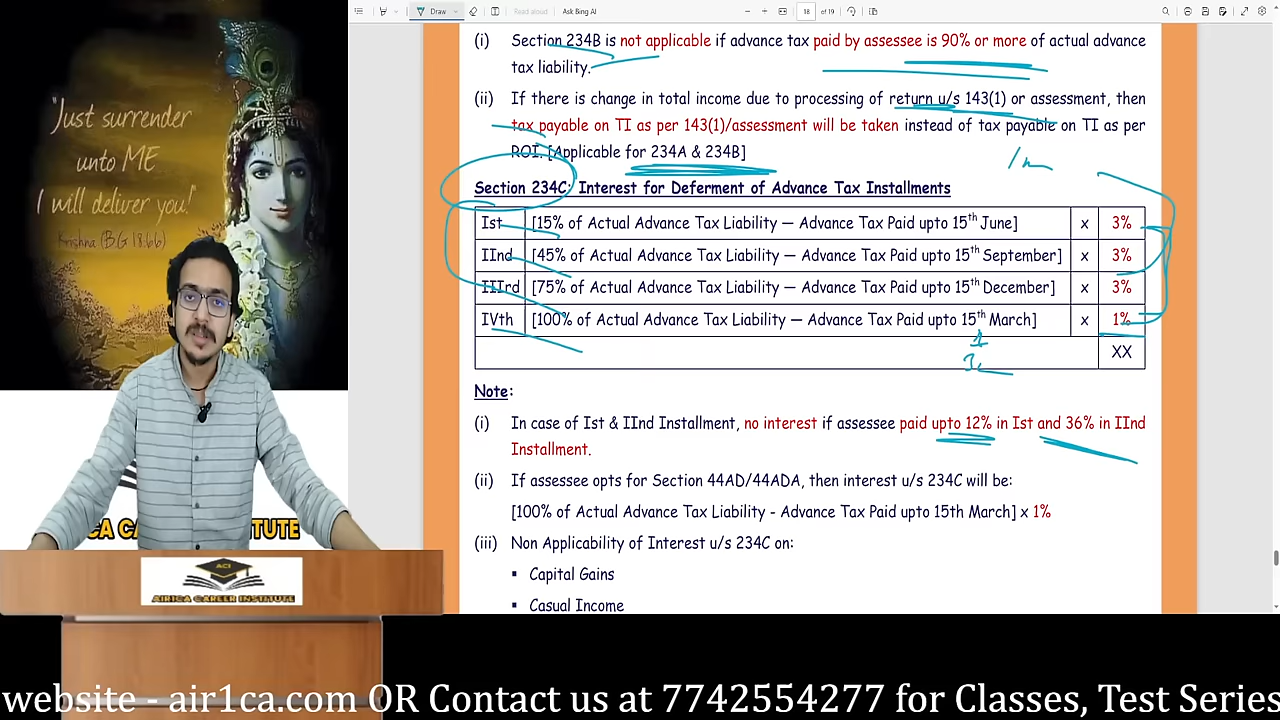 Draw
Read aloud
Ask Bing AI
18 of 19
(i) Section 234B is not applicable if advance tax paid by assessee is 90% or more of actual advance
tax liability.
(ii) If there is change in total income due to processing of return u/s 143(1) or assessment, then
tax payable on TI as per 143(1)/assessment will be taken instead of tax payable on TI as per
ROI. [Applicable for 234A & 234B]
Section 234C: Interest for Deferment of Advance Tax Installments
Ist [15% of Actual Advance Tax Liability — Advance Tax Paid upto 15th June] x 3%
IInd [45% of Actual Advance Tax Liability — Advance Tax Paid upto 15th September] x 3%
IIIrd [75% of Actual Advance Tax Liability — Advance Tax Paid upto 15th December] x 3%
IVth [100% of Actual Advance Tax Liability — Advance Tax Paid upto 15th March] x 1%
XX
Note:
(i) In case of Ist & IInd Installment, no interest if assessee paid upto 12% in Ist and 36% in IInd
Installment.
(ii) If assessee opts for Section 44AD/44ADA, then interest u/s 234C will be:
[100% of Actual Advance Tax Liability - Advance Tax Paid upto 15th March] x 1%
(iii) Non Applicability of Interest u/s 234C on:
▪ Capital Gains
▪ Casual Income
"Just surrender
unto ME
I will deliver you!"
Krishna (BG 18:66)
ACI
AIR1CA CAREER INSTITUTE
website - air1ca.com OR Contact us at 7742554277 for Classes, Test Series